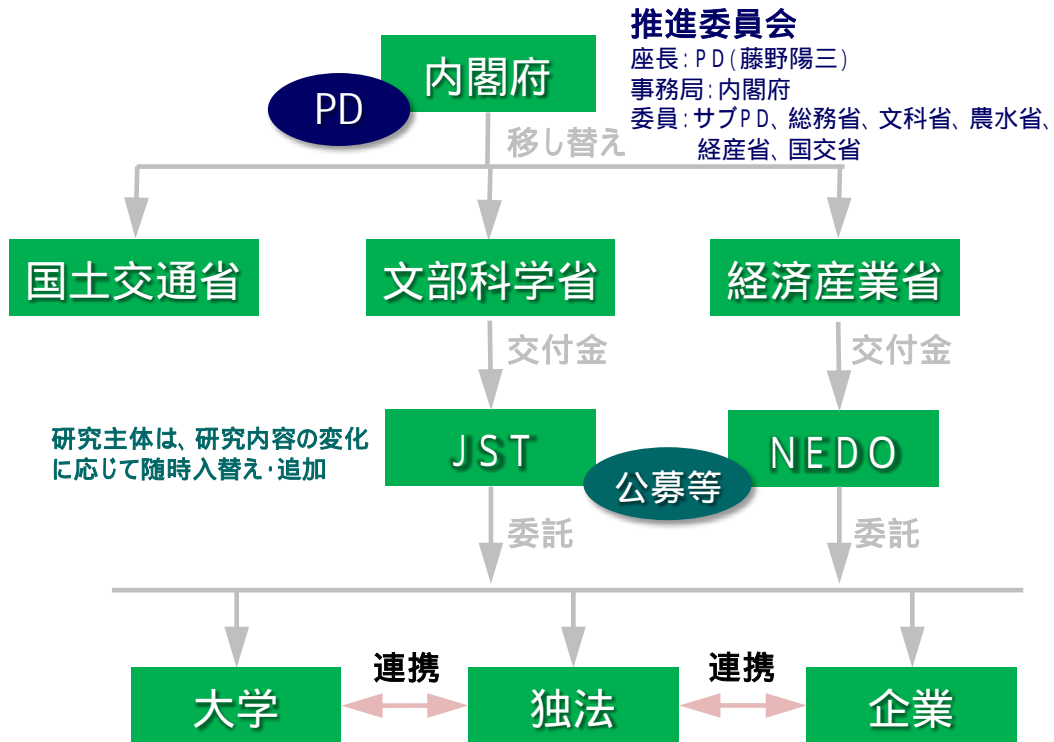 推進委員会
座長：PD(藤野陽三)
事務局：内閣府
委員：サブPD、総務省、文科省、農水省、
経産省、国交省
内閣府
PD
移し替え
国土交通省
文部科学省
経済産業省
交付金
交付金
研究主体は、研究内容の変化
に応じて随時入替え・追加
JST
公募等
NEDO
委託
委託
連携
連携
大学
独法
企業